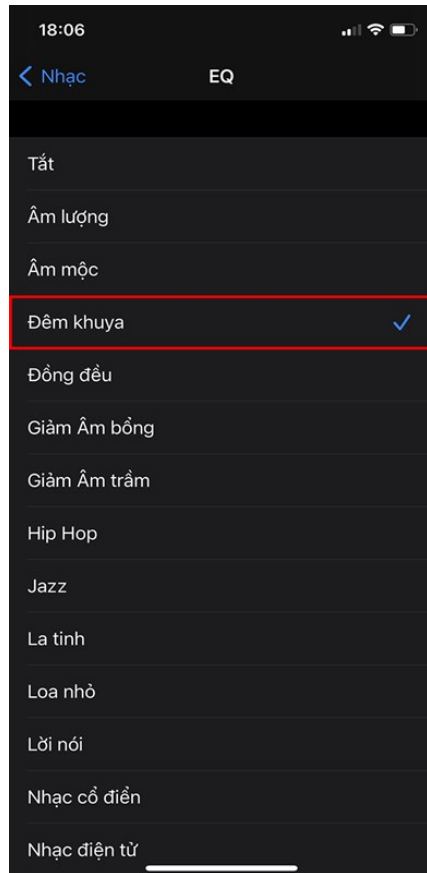 18:06
Nhạc
EQ
Tắt
Âm lượng
Âm mộc
Đêm khuya
Đồng đều
Giảm Âm bổng
Giảm Âm trầm
Hip Hop
Jazz
La tinh
Loa nhỏ
Lời nói
Nhạc cổ điển
Nhạc điện tử